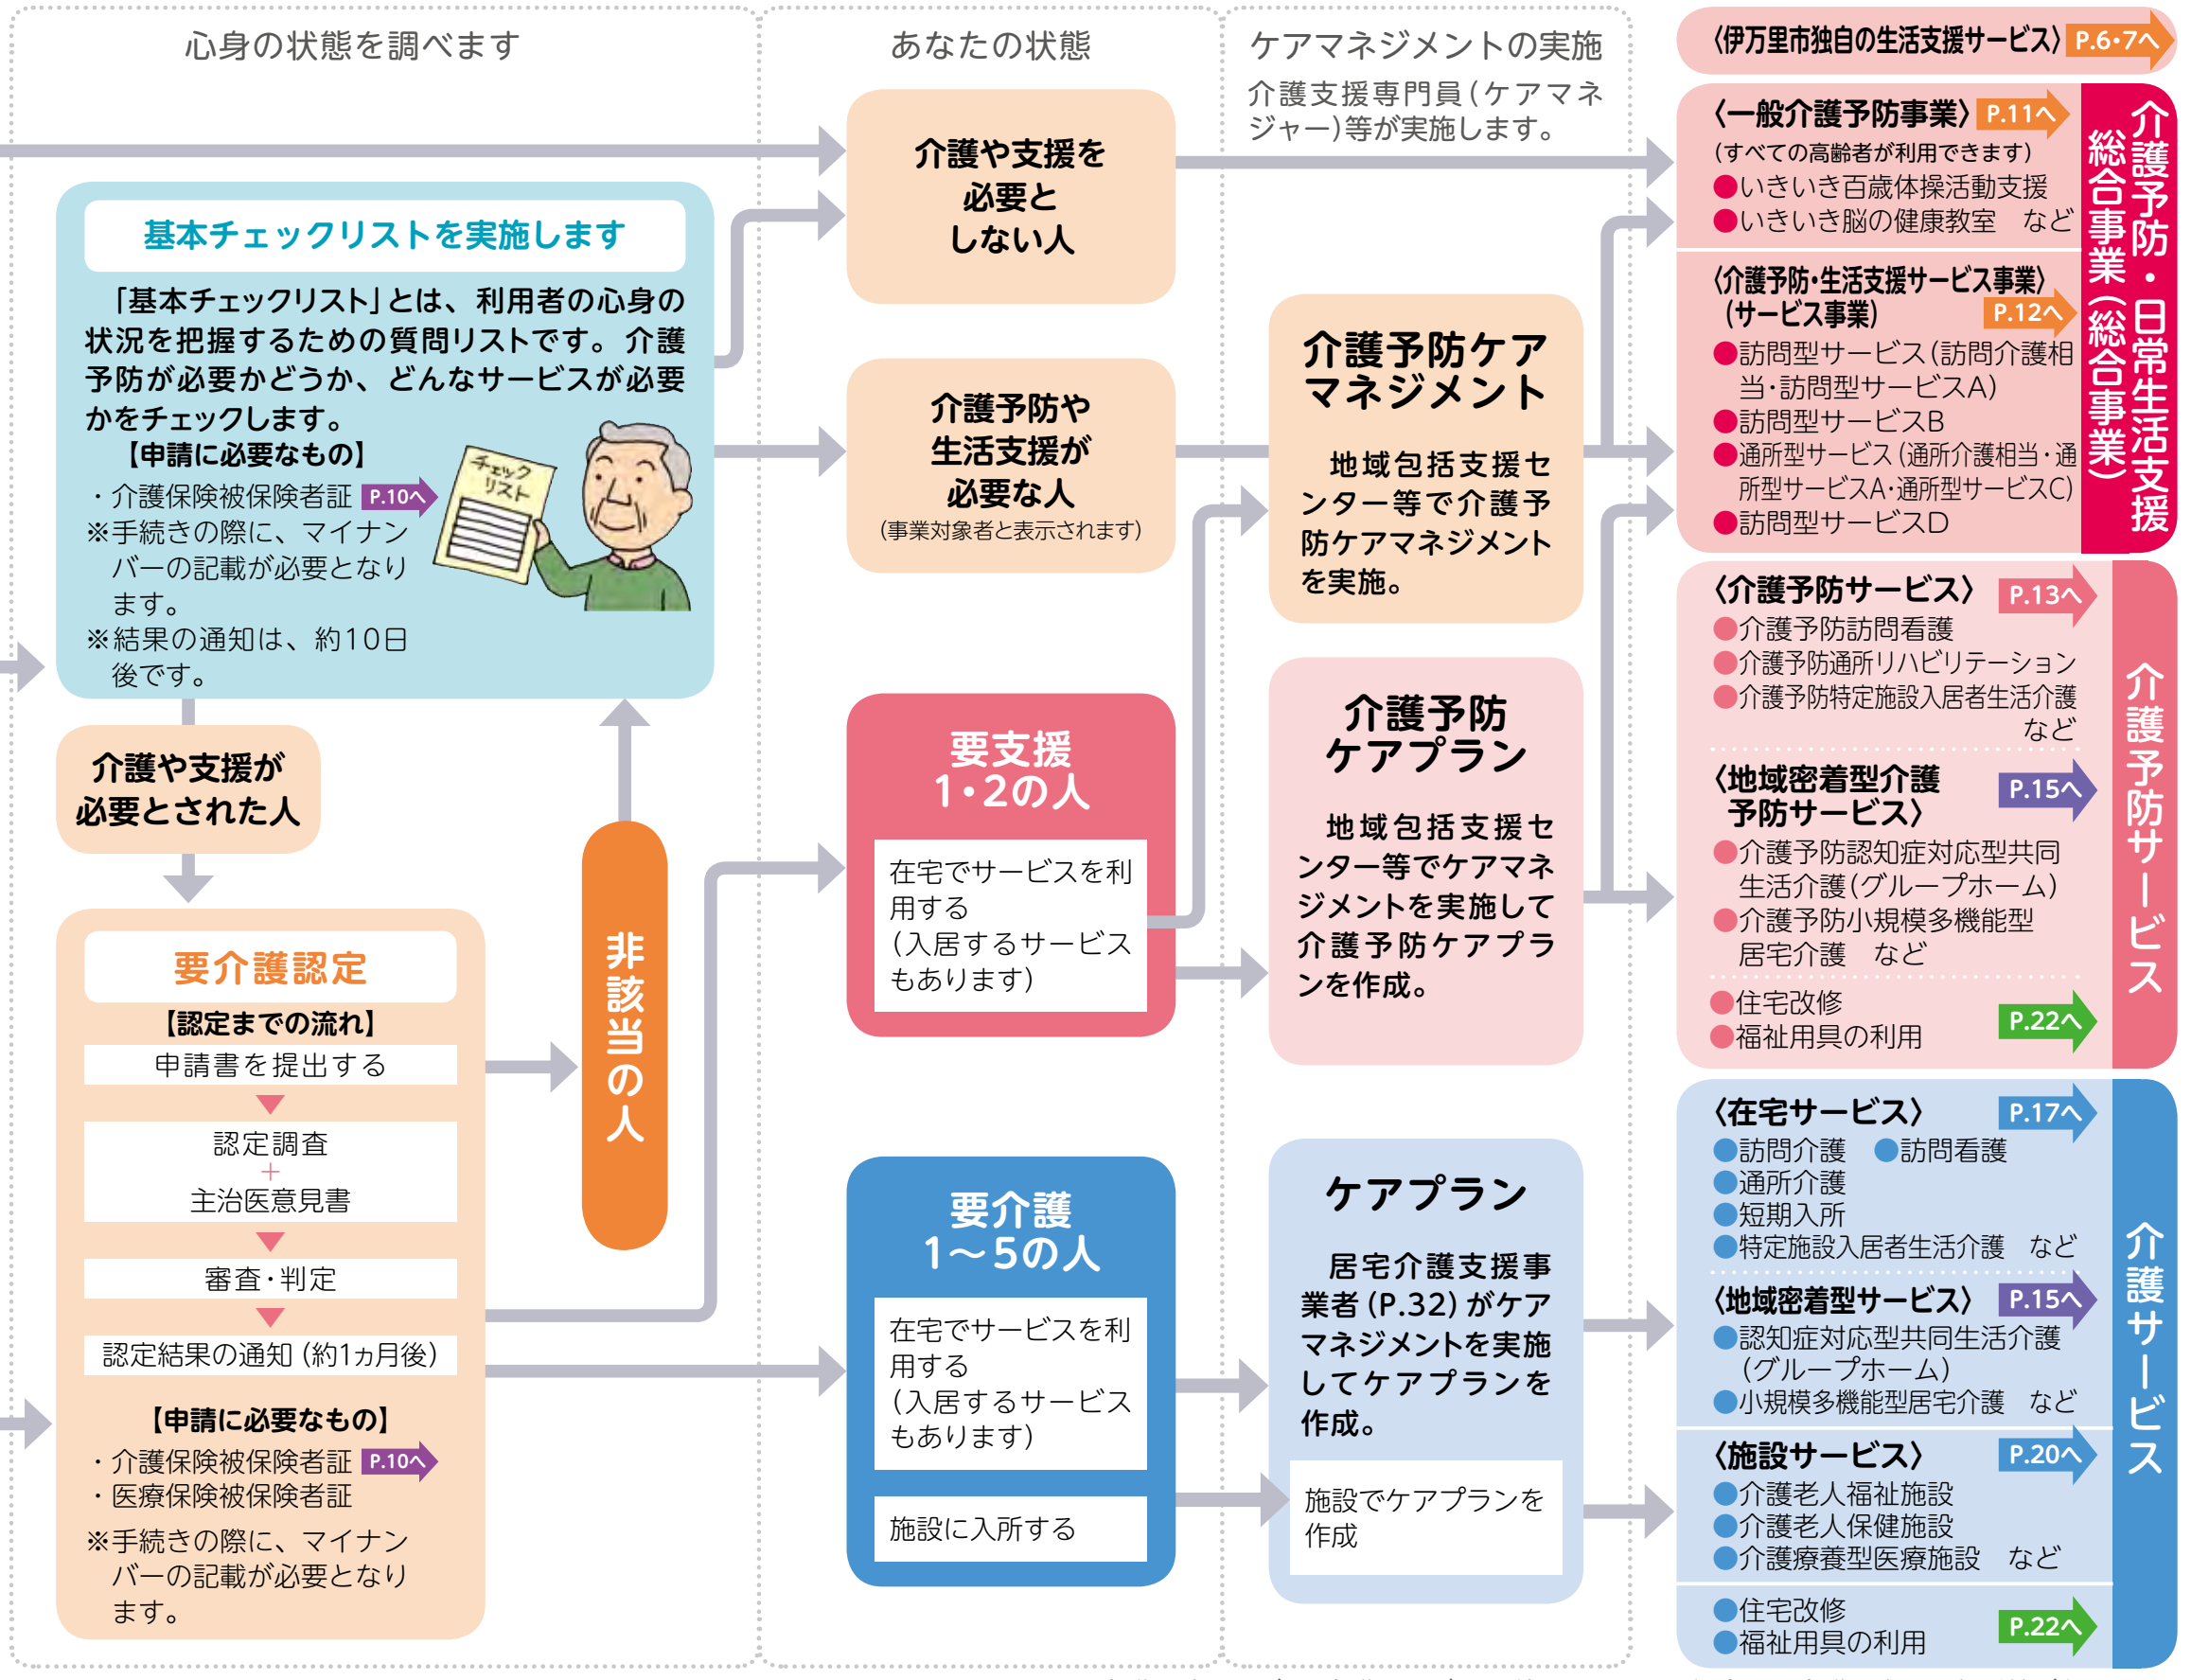 心身の状態を調べます
基本チェックリストを実施します
「基本チェックリスト」とは、利用者の心身の
状況を把握するための質問リストです。介護
予防が必要かどうか、どんなサービスが必要
かをチェックします。
【申請に必要なもの】
・介護保険被保険者証 P.10へ
※手続きの際に、マイナン
バーの記載が必要となり
ます。
※結果の通知は、約10日
後です。
チェック
リスト
介護や支援が
必要とされた人
要介護認定
【認定までの流れ】
申請書を提出する
認定調査
＋
主治医意見書
審査・判定
認定結果の通知(約1ヵ月後)
【申請に必要なもの】
・介護保険被保険者証 P.10へ
・医療保険被保険者証
※手続きの際に、マイナン
バーの記載が必要となり
ます。
非該当の人
あなたの状態
介護や支援を
必要と
しない人
介護予防や
生活支援が
必要な人
(事業対象者と表示されます)
要支援
1・2の人
在宅でサービスを利
用する
(入居するサービス
もあります)
要介護
1〜5の人
在宅でサービスを利
用する
(入居するサービス
もあります)
施設に入所する
ケアマネジメントの実施
介護支援専門員(ケアマネ
ジャー)等が実施します。
介護予防ケア
マネジメント
地域包括支援セ
ンター等で介護予
防ケアマネジメント
を実施。
介護予防
ケアプラン
地域包括支援セ
ンター等でケアマネ
ジメントを実施して
介護予防ケアプラ
ンを作成。
ケアプラン
居宅介護支援事
業者(P.32)がケア
マネジメントを実施
してケアプランを
作成。
施設でケアプランを
作成
〈伊万里市独自の生活支援サービス〉 P.6・7へ
〈一般介護予防事業〉 P.11へ
(すべての高齢者が利用できます)
●いきいき百歳体操活動支援
●いきいき脳の健康教室　など
〈介護予防・生活支援サービス事業〉
(サービス事業) P.12へ
●訪問型サービス(訪問介護相
当・訪問型サービスA)
●訪問型サービスB
●通所型サービス(通所介護相当・通
所型サービスA・通所型サービスC)
●訪問型サービスD
介護予防・日常生活支援
総合事業(総合事業)
〈介護予防サービス〉 P.13へ
●介護予防訪問看護
●介護予防通所リハビリテーション
●介護予防特定施設入居者生活介護
など
〈地域密着型介護
予防サービス〉 P.15へ
●介護予防認知症対応型共同
生活介護(グループホーム)
●介護予防小規模多機能型
居宅介護　など
●住宅改修
●福祉用具の利用 P.22へ
介護予防サービス
〈在宅サービス〉 P.17へ
●訪問介護　●訪問看護
●通所介護
●短期入所
●特定施設入居者生活介護　など
〈地域密着型サービス〉 P.15へ
●認知症対応型共同生活介護
(グループホーム)
●小規模多機能型居宅介護　など
〈施設サービス〉 P.20へ
●介護老人福祉施設
●介護老人保健施設
●介護療養型医療施設　など
●住宅改修
●福祉用具の利用 P.22へ
介護サービス